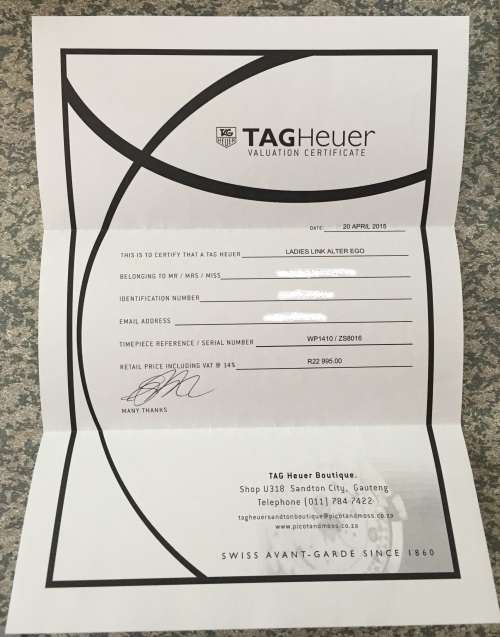 TAG
HEUER
TAGHeuer
VALUATION CERTIFICATE
DATE: 20 APRIL 2015
THIS IS TO CERTIFY THAT A TAG HEUER LADIES LINK ALTER EGO
BELONGING TO MR / MRS / MISS
IDENTIFICATION NUMBER
EMAIL ADDRESS
TIMEPIECE REFERENCE / SERIAL NUMBER WP1410 / ZS8016
RETAIL PRICE INCLUDING VAT @ 14% R22 995.00
MANY THANKS
TAG Heuer Boutique.
Shop U318 Sandton City, Gauteng
Telephone (011) 784 7422
tagheuersandtonboutique@picotandmoss.co.za
www.picotandmoss.co.za
SWISS AVANT-GARDE SINCE 1860